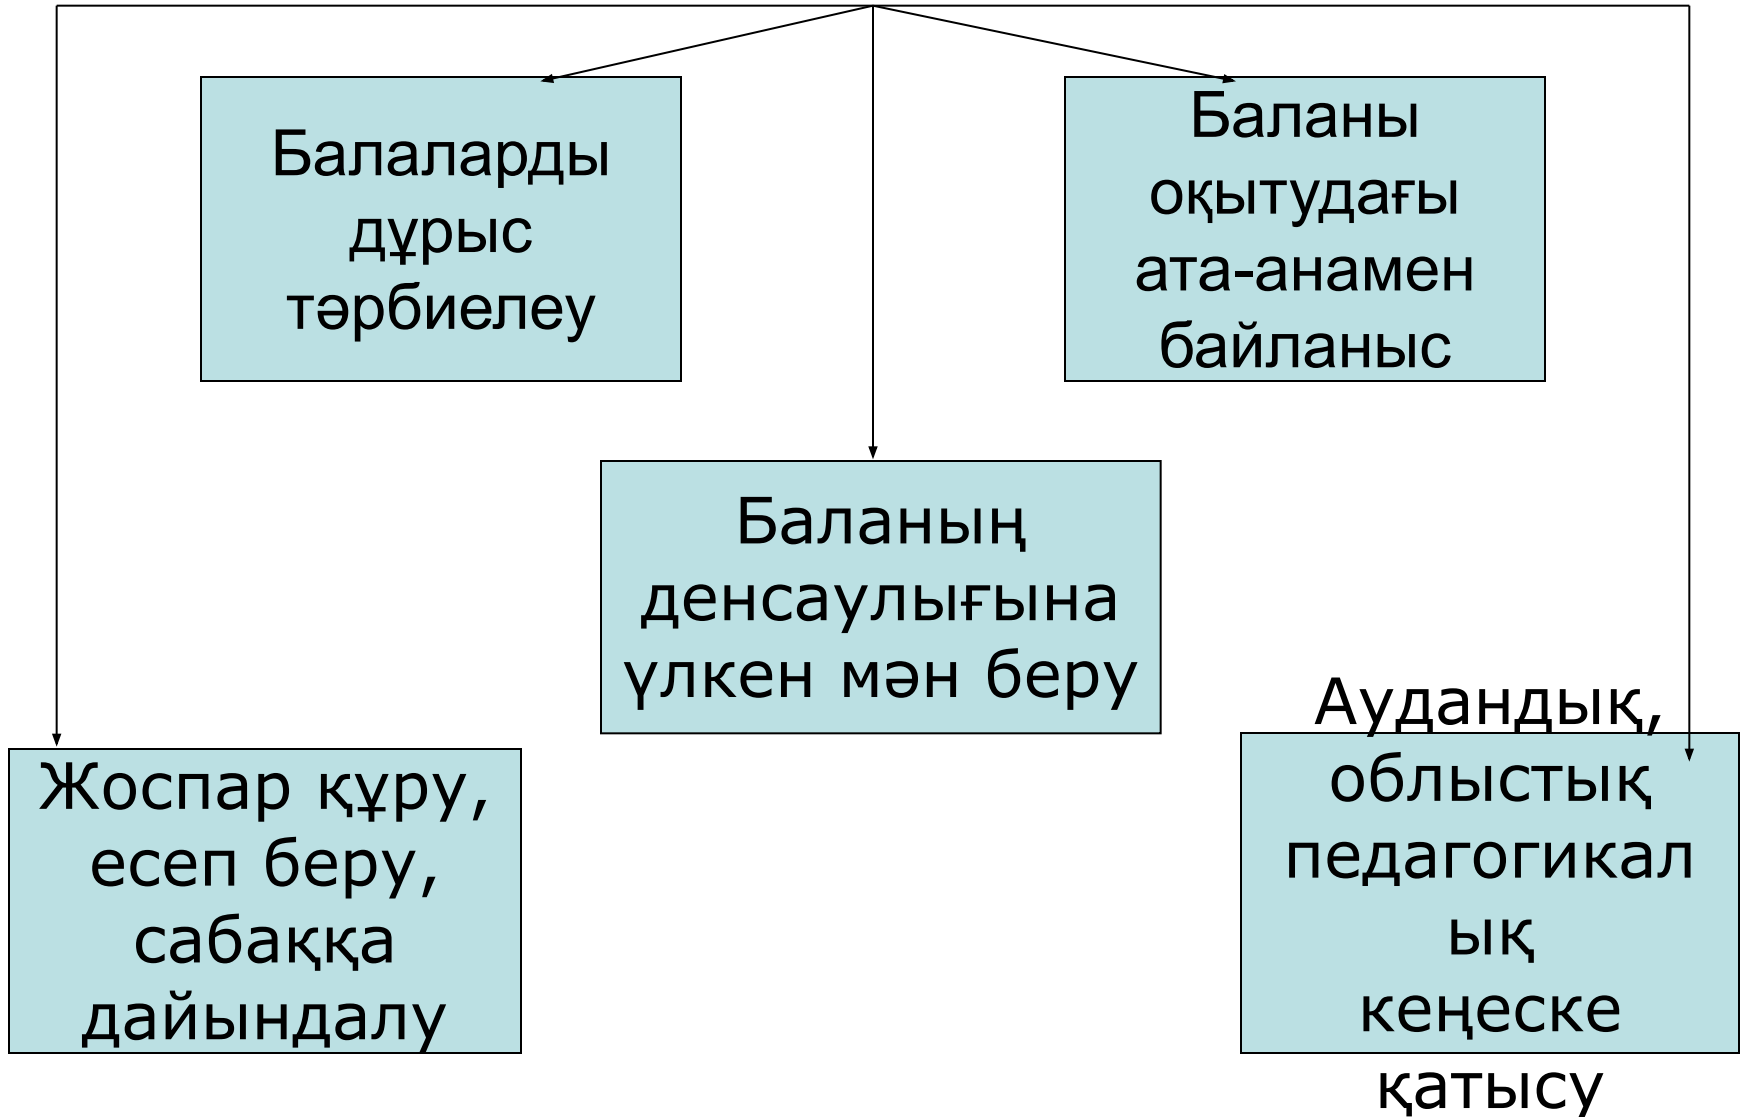 Балаларды
дұрыс
тәрбиелеу
Баланы
оқытудағы
ата-анамен
байланыс
Баланың
денсаулығына
үлкен мән беру
Жоспар құру,
есеп беру,
сабаққа
дайындалу
Аудандық,
облыстық
педагогикал
ық
кеңеске
қатысу